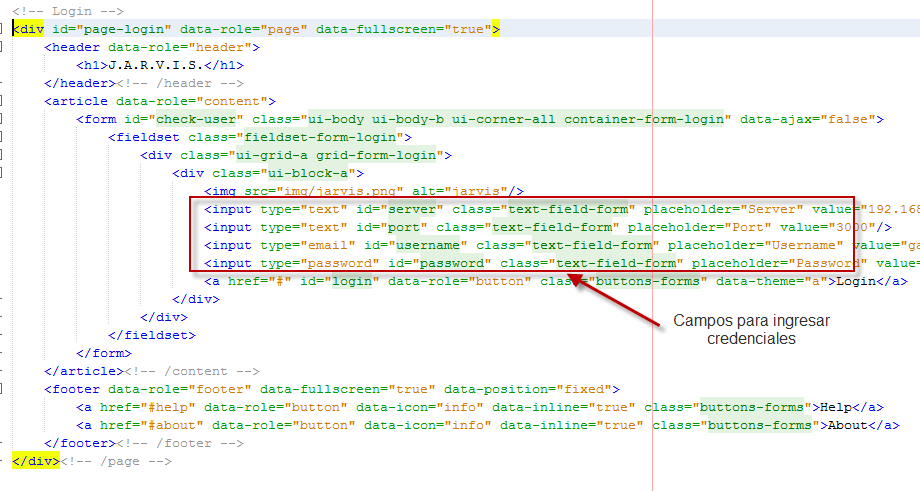 <!-- Login -->
<div id="page-login" data-role="page" data-fullscreen="true">
<header data-role="header">
<h1>J.A.R.V.I.S.</h1>
</header><!-- /header -->
<article data-role="content">
<form id="check-user" class="ui-body ui-body-b ui-corner-all container-form-login" data-ajax="false">
<fieldset class="fieldset-form-login">
<div class="ui-grid-a grid-form-login">
<div class="ui-block-a">
<img src="img/jarvis.png" alt="jarvis"/>
<input type="text" id="server" class="text-field-form" placeholder="Server" value="192.168
<input type="text" id="port" class="text-field-form" placeholder="Port" value="3000"/>
<input type="email" id="username" class="text-field-form" placeholder="Username" value="ga
<input type="password" id="password" class="text-field-form" placeholder="Password" value=
<a href="#" id="login" data-role="button" class="buttons-forms" data-theme="a">Login</a>
</div>
</div>
</fieldset>
</form>
</article><!-- /content -->
<footer data-role="footer" data-fullscreen="true" data-position="fixed">
<a href="#help" data-role="button" data-icon="info" data-inline="true" class="buttons-forms">Help</a>
<a href="#about" data-role="button" data-icon="info" data-inline="true" class="buttons-forms">About</a>
</footer><!-- /footer -->
</div><!-- /page -->
Campos para ingresar
credenciales